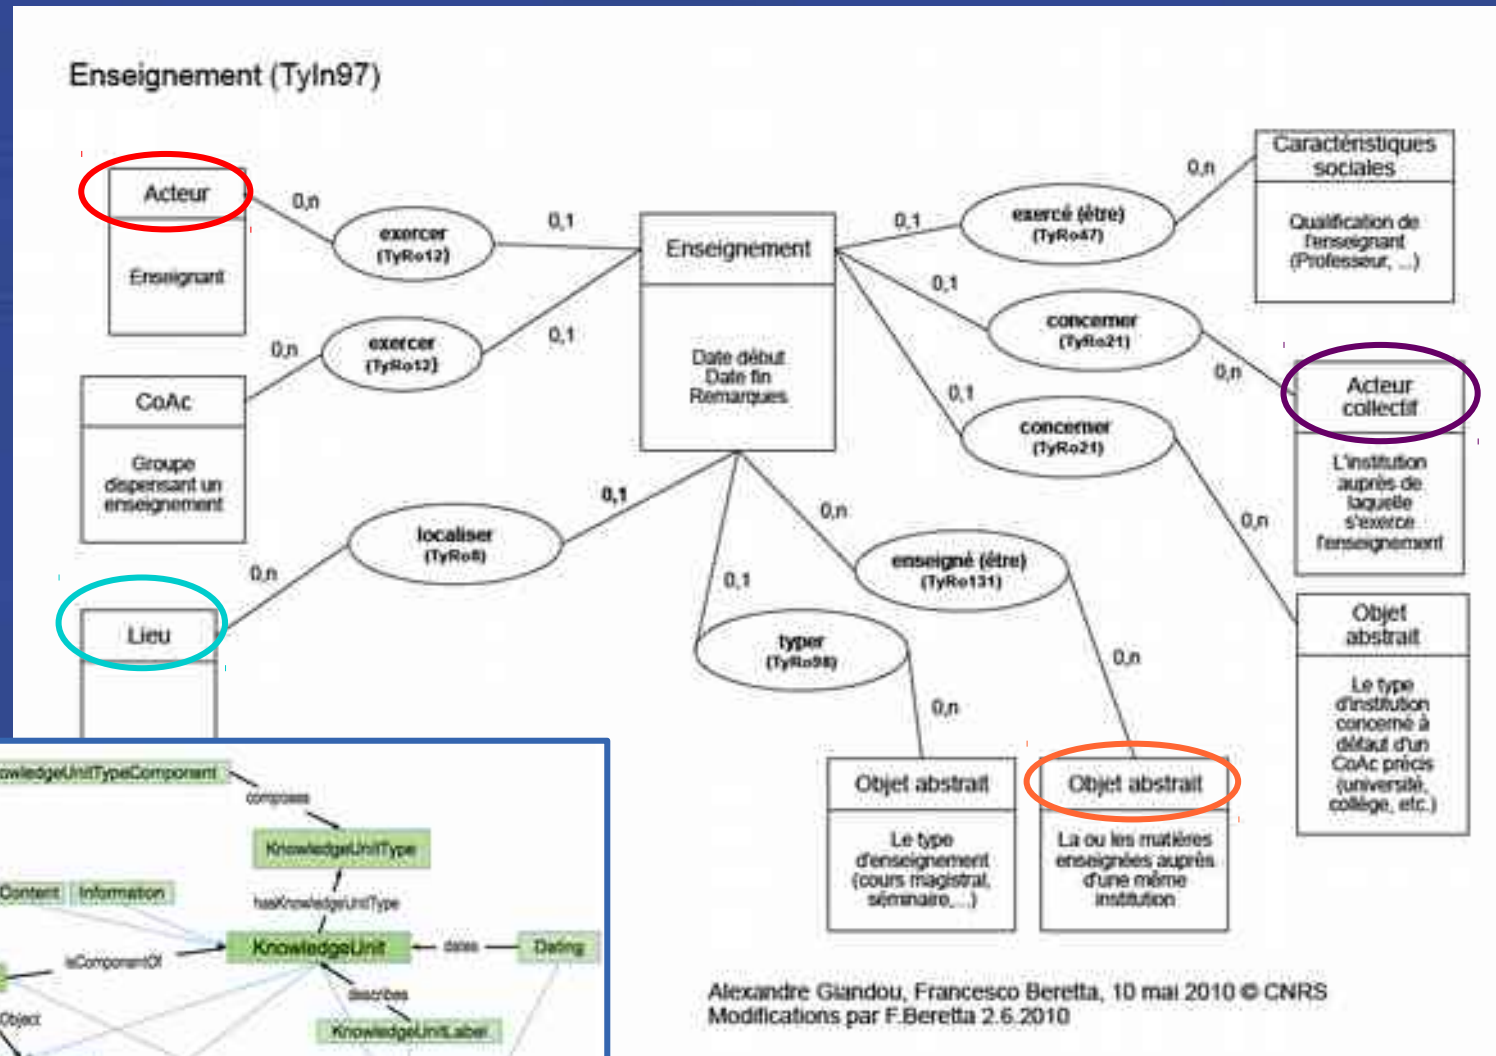 Enseignement (TyIn97)
Acteur
Enseignant
0,n
exercer
(TyRo12)
0,1
CoAc
Groupe
dispensant un
enseignement
0,n
exercer
(TyRo12)
0,1
Lieu
0,n
localiser
(TyRo8)
0,1
Enseignement
Date début
Date fin
Remarques
0,1
exercé (être)
(TyRo47)
0,n
Caractéristiques
sociales
Qualification de
l'enseignant
(Professeur, ...)
0,1
concerner
(TyRo21)
0,n
Acteur
collectif
L'institution
auprès de
laquelle
s'exerce
l'enseignement
0,1
concerner
(TyRo21)
0,n
Objet
abstrait
Le type
d'institution
concerné à
défaut d'un
CoAc précis
(université,
collège, etc.)
0,n
enseigné (être)
(TyRo131)
0,n
Objet abstrait
La ou les matières
enseignées auprès
d'une même
institution
0,1
typer
(TyRo98)
0,n
Objet abstrait
Le type
d'enseignement
(cours magistral,
séminaire,...)
owledgeUnitTypeComponent
composes
KnowledgeUnitType
hasKnowledgeUnitType
Content
Information
KnowledgeUnit
dates
Dating
isComponentOf
describes
KnowledgeUnitLabel
Object
Alexandre Giandou, Francesco Beretta, 10 mai 2010 © CNRS
Modifications par F.Beretta 2.6.2010